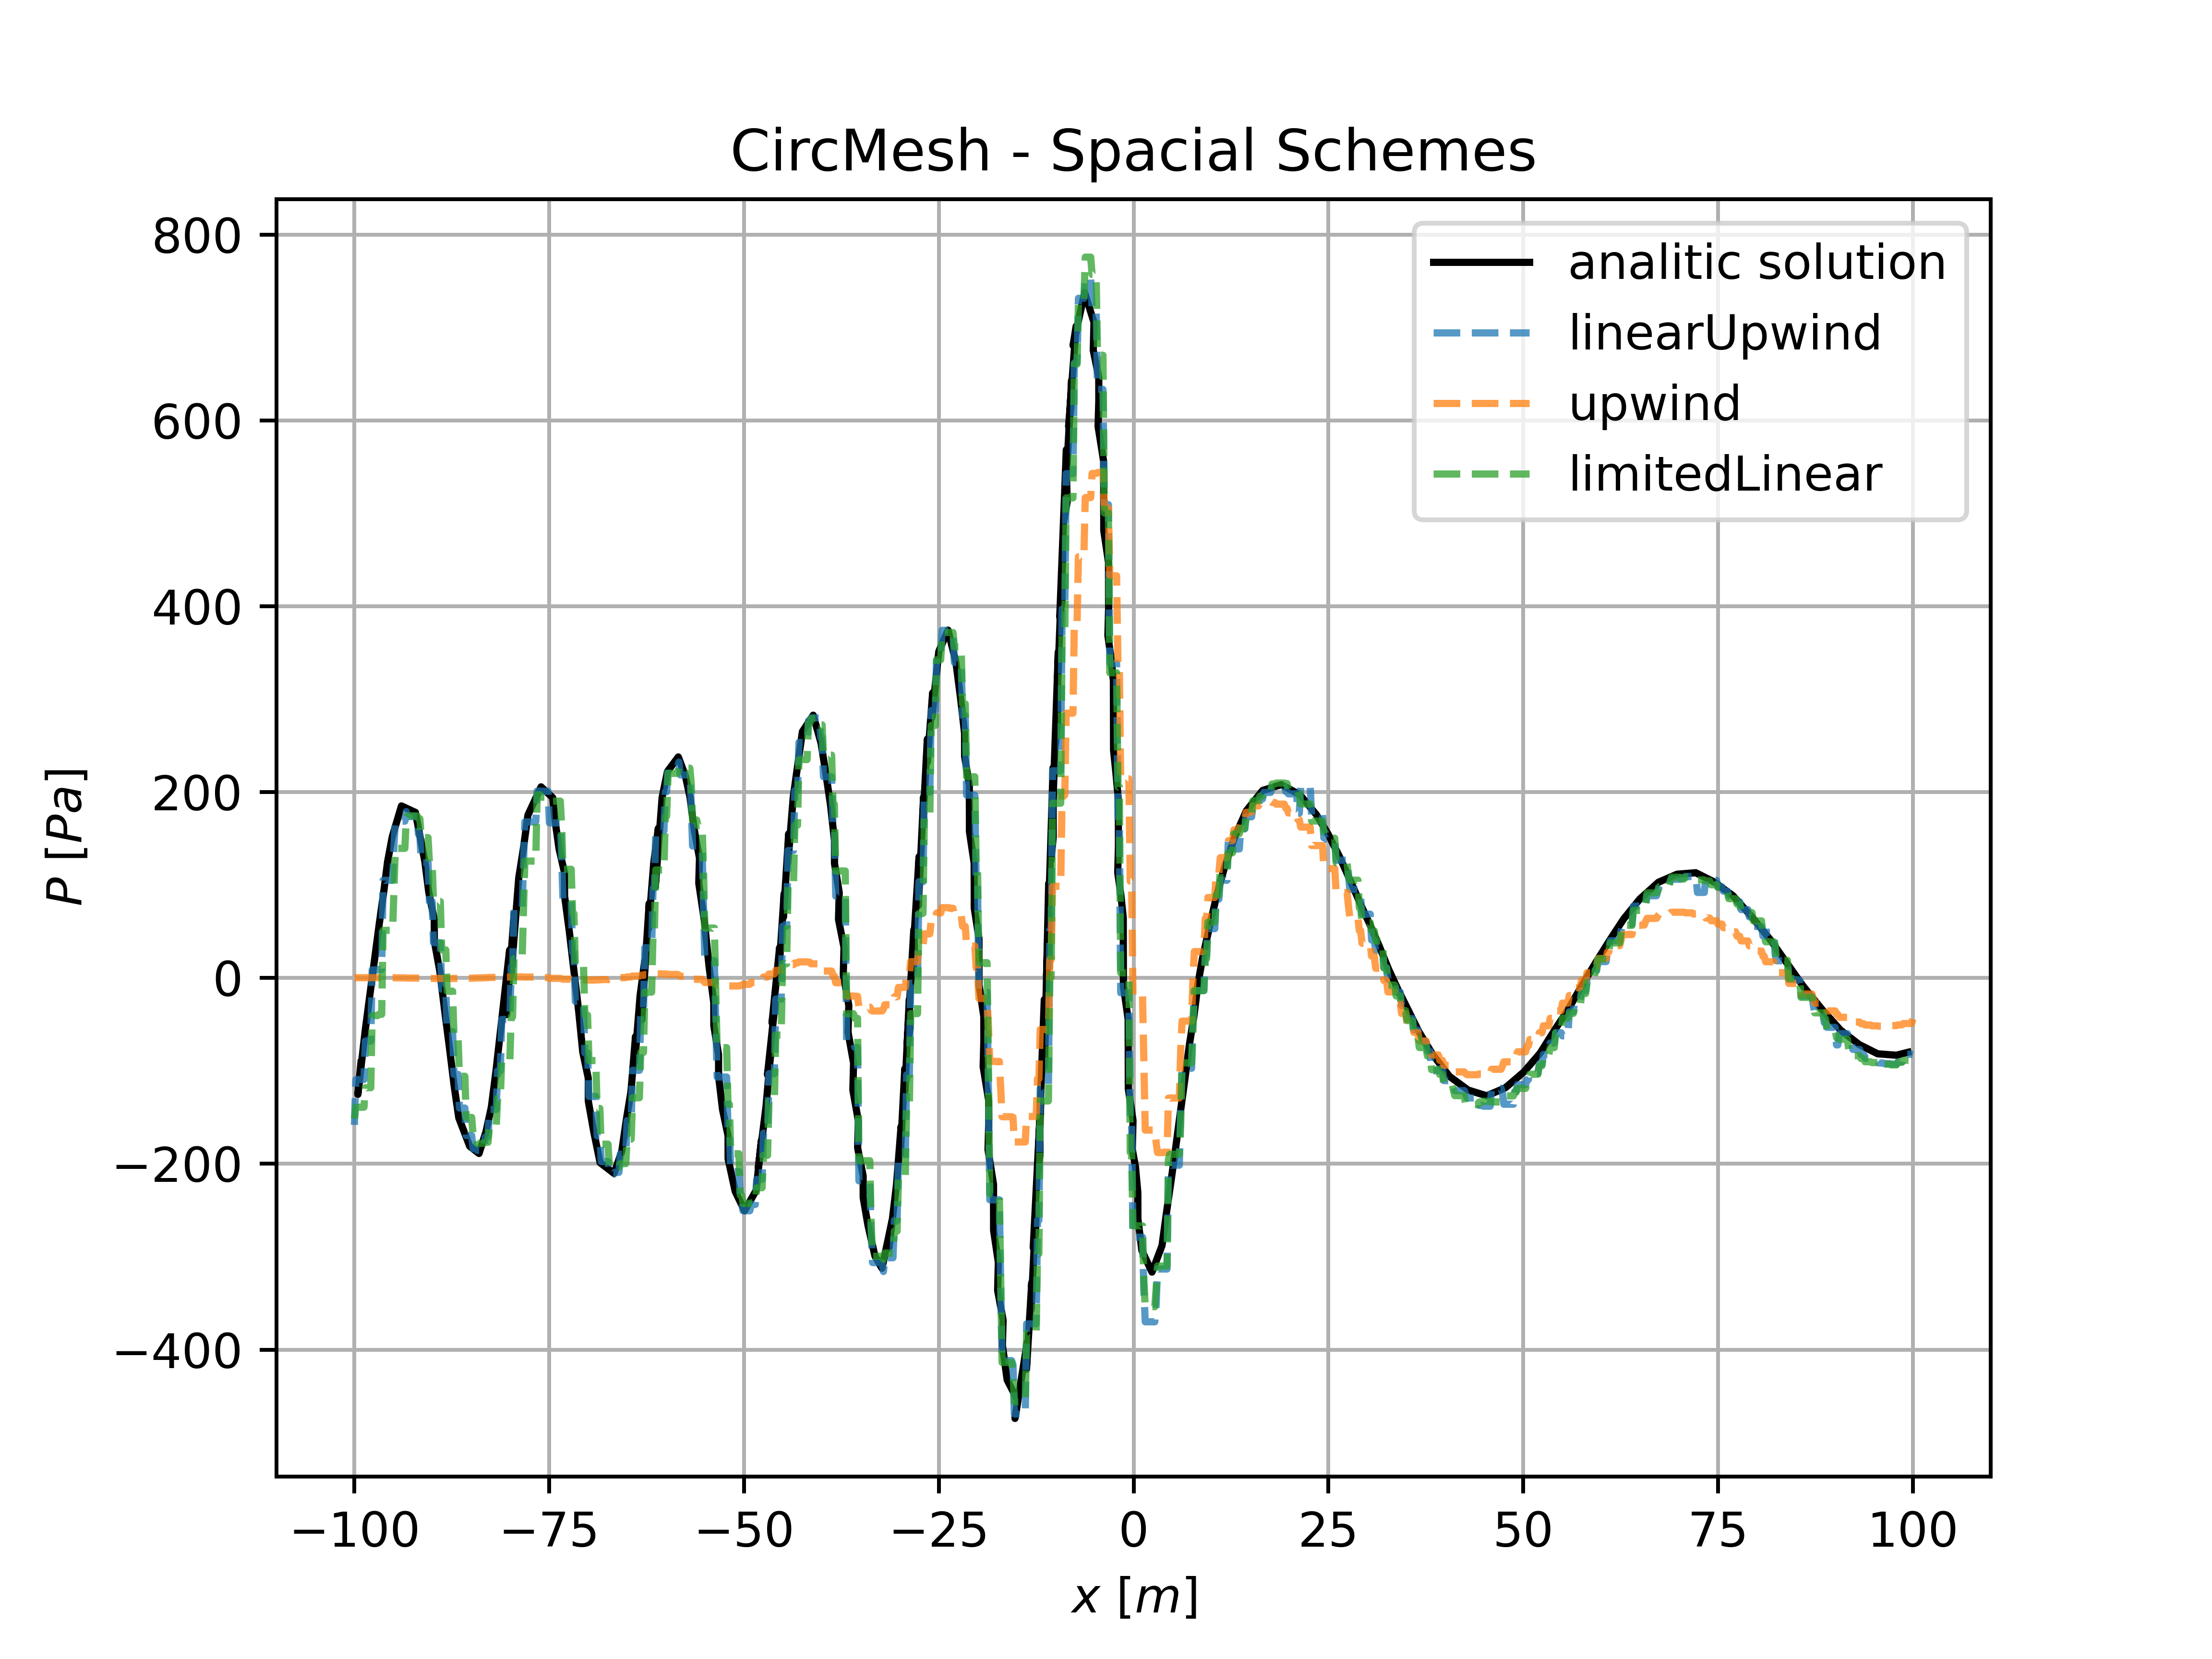 CircMesh - Spacial Schemes
analitic solution
linearUpwind
upwind
limitedLinear
P [Pa]
800
600
400
200
0
−200
−400
−100 −75 −50 −25 0 25 50 75 100
x [m]